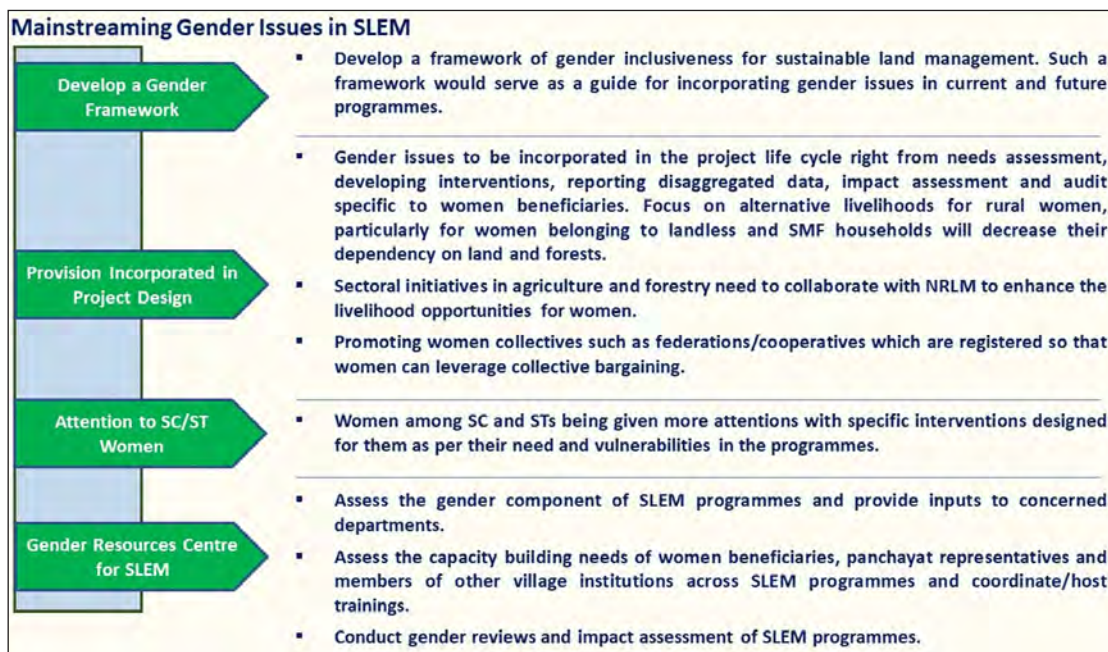 Mainstreaming Gender Issues in SLEM
Develop a Gender
Framework
▪ Develop a framework of gender inclusiveness for sustainable land management. Such a
framework would serve as a guide for incorporating gender issues in current and future
programmes.
Provision Incorporated in
Project Design
▪ Gender issues to be incorporated in the project life cycle right from needs assessment,
developing interventions, reporting disaggregated data, impact assessment and audit
specific to women beneficiaries. Focus on alternative livelihoods for rural women,
particularly for women belonging to landless and SMF households will decrease their
dependency on land and forests.
▪ Sectoral initiatives in agriculture and forestry need to collaborate with NRLM to enhance the
livelihood opportunities for women.
▪ Promoting women collectives such as federations/cooperatives which are registered so that
women can leverage collective bargaining.
Attention to SC/ST
Women
▪ Women among SC and STs being given more attentions with specific interventions designed
for them as per their need and vulnerabilities in the programmes.
Gender Resources Centre
for SLEM
▪ Assess the gender component of SLEM programmes and provide inputs to concerned
departments.
▪ Assess the capacity building needs of women beneficiaries, panchayat representatives and
members of other village institutions across SLEM programmes and coordinate/host
trainings.
▪ Conduct gender reviews and impact assessment of SLEM programmes.